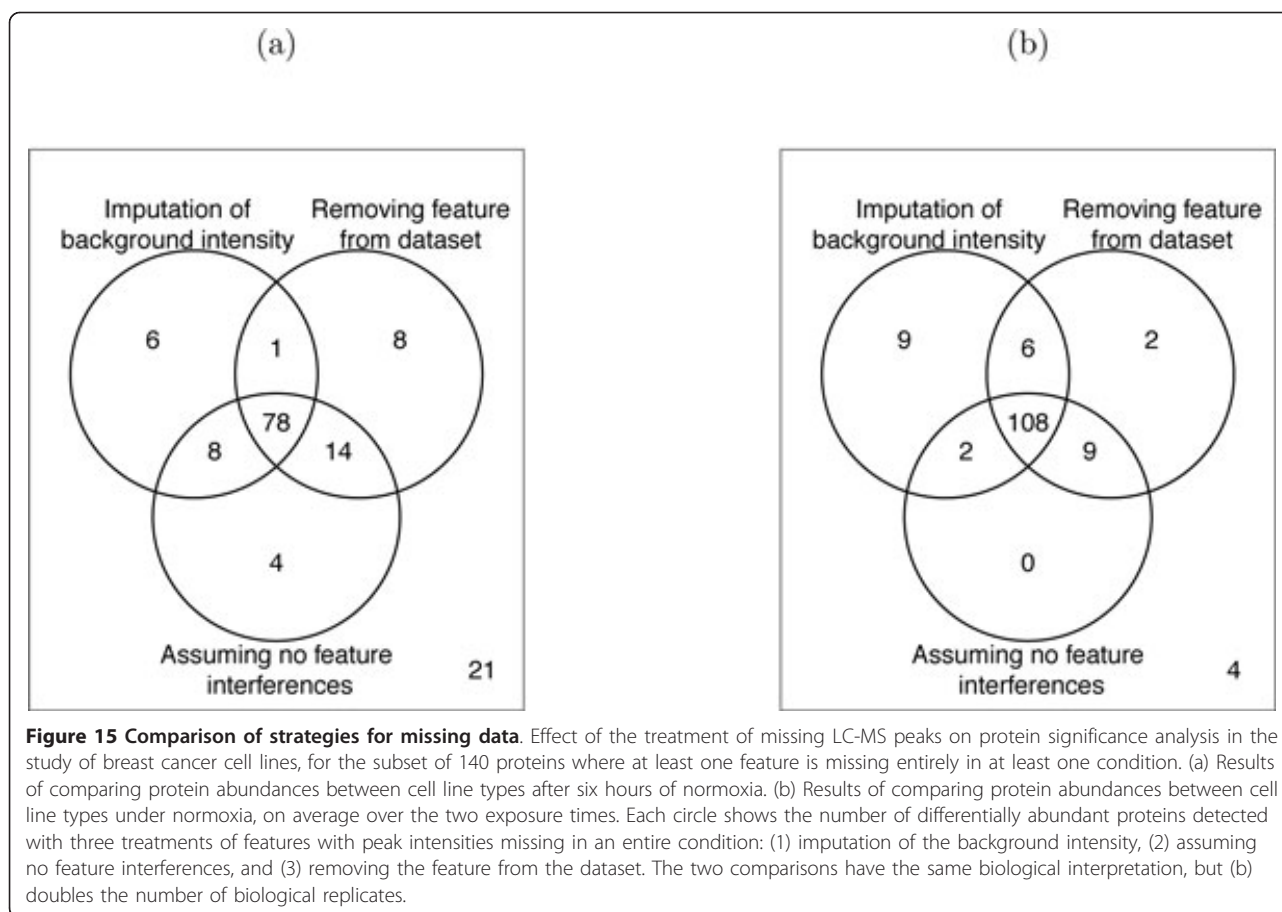 (a)
(b)
Imputation of
background intensity
Removing feature
from dataset
6
1
8
78
8
14
4
Assuming no feature
interferences
21
Imputation of
background intensity
Removing feature
from dataset
9
6
2
108
2
9
0
Assuming no feature
interferences
4
Figure 15 Comparison of strategies for missing data. Effect of the treatment of missing LC-MS peaks on protein significance analysis in the
study of breast cancer cell lines, for the subset of 140 proteins where at least one feature is missing entirely in at least one condition. (a) Results
of comparing protein abundances between cell line types after six hours of normoxia. (b) Results of comparing protein abundances between cell
line types under normoxia, on average over the two exposure times. Each circle shows the number of differentially abundant proteins detected
with three treatments of features with peak intensities missing in an entire condition: (1) imputation of the background intensity, (2) assuming
no feature interferences, and (3) removing the feature from the dataset. The two comparisons have the same biological interpretation, but (b)
doubles the number of biological replicates.